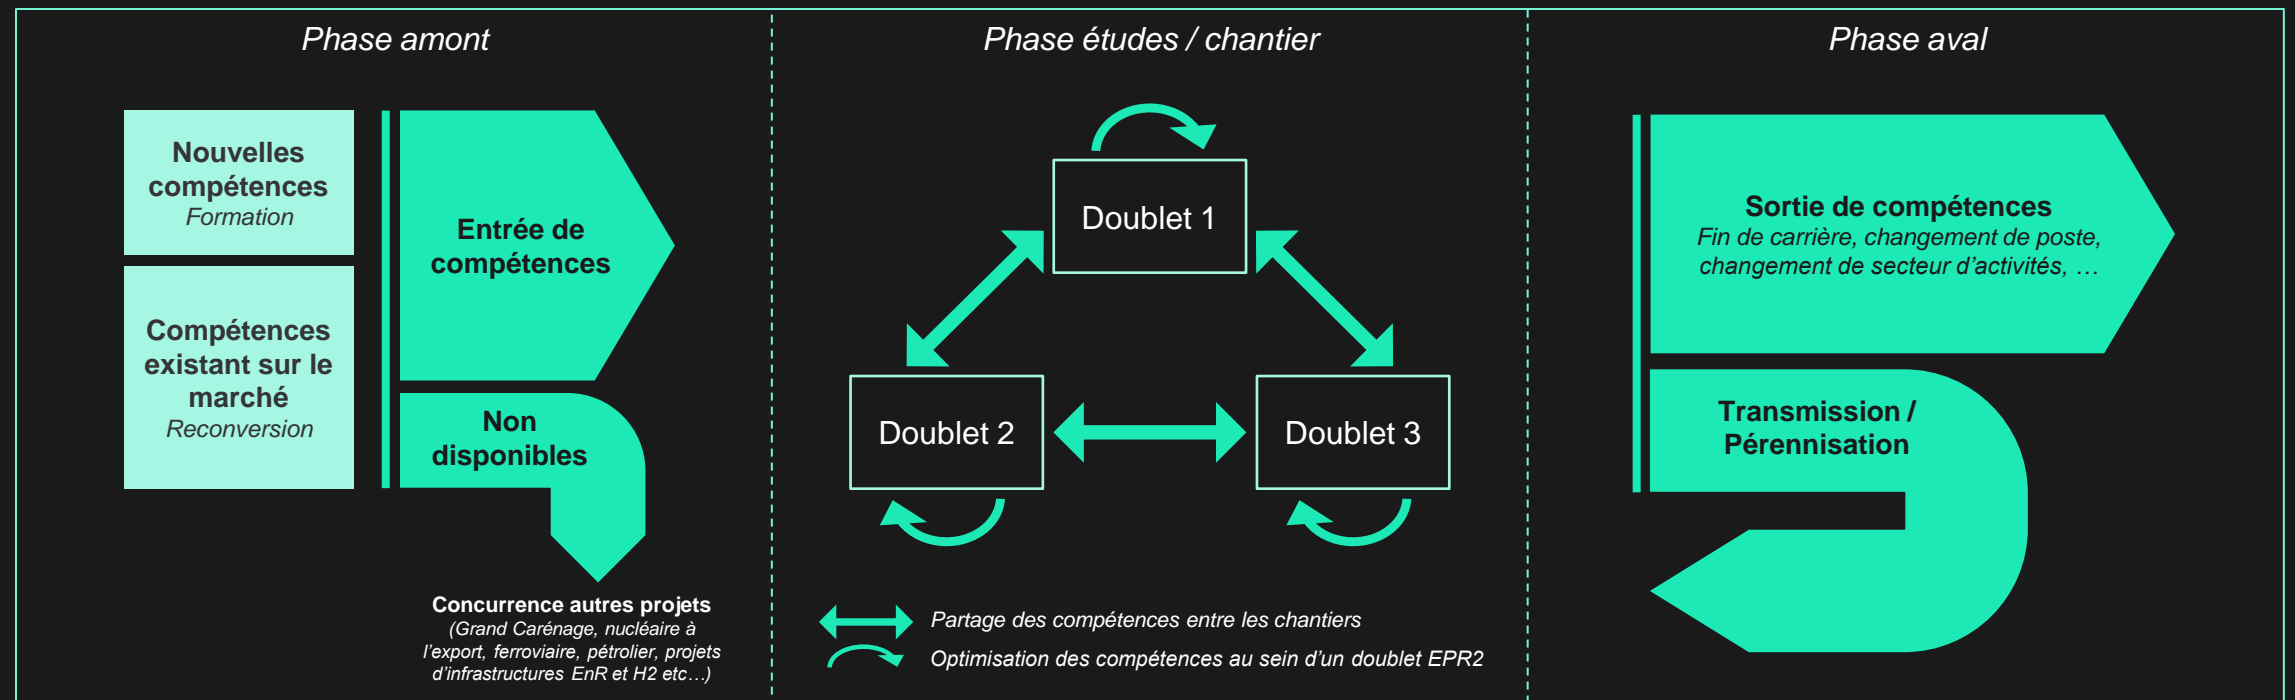 Phase amont
Nouvelles
compétences
Formation
Compétences
existant sur le
marché
Reconversion
Entrée de
compétences
Non
disponibles
Concurrence autres projets
(Grand Carénage, nucléaire à
l’export, ferroviaire, pétrolier, projets
d’infrastructures EnR et H2 etc…)
Phase études / chantier
Doublet 1
Doublet 2
Doublet 3
Partage des compétences entre les chantiers
Optimisation des compétences au sein d’un doublet EPR2
Phase aval
Sortie de compétences
Fin de carrière, changement de poste,
changement de secteur d’activités, …
Transmission /
Pérennisation